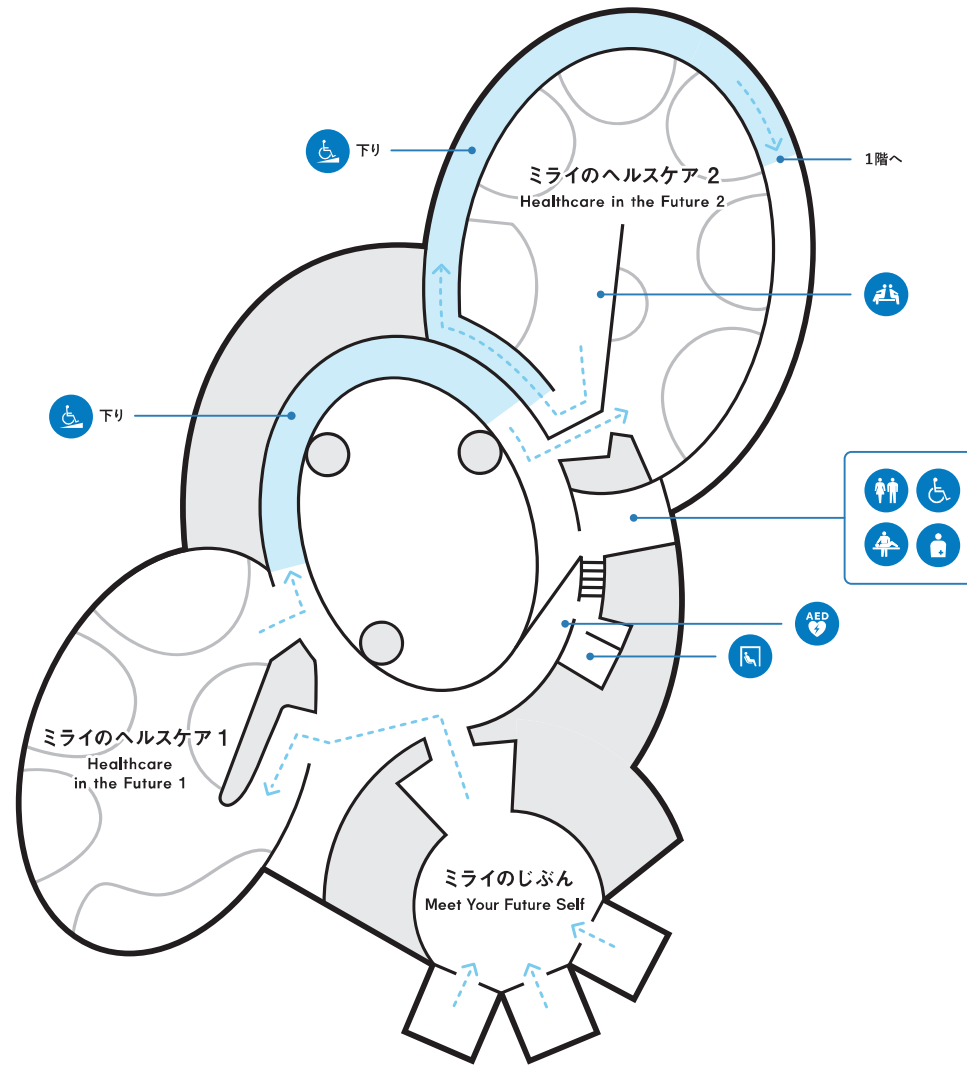 下り
1階へ
ミライのヘルスケア 2
Healthcare in the Future 2
下り
AED
ミライのヘルスケア 1
Healthcare
in the Future 1
ミライのじぶん
Meet Your Future Self